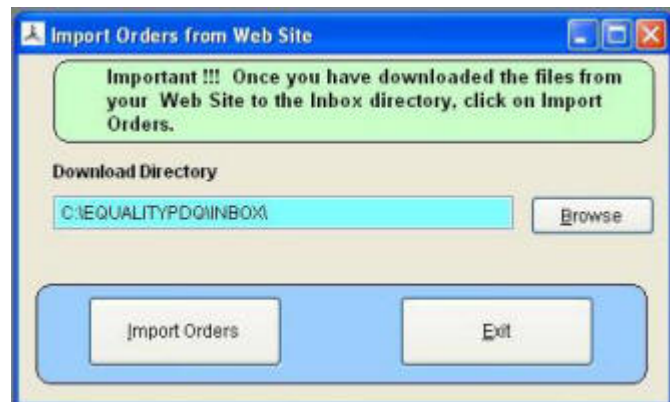 Import Orders from Web Site
Important !!! Once you have downloaded the files from
your Web Site to the Inbox directory, click on Import
Orders.
Download Directory
C:\EQUALITYPDQ\INBOX\
Browse
Import Orders
Exit